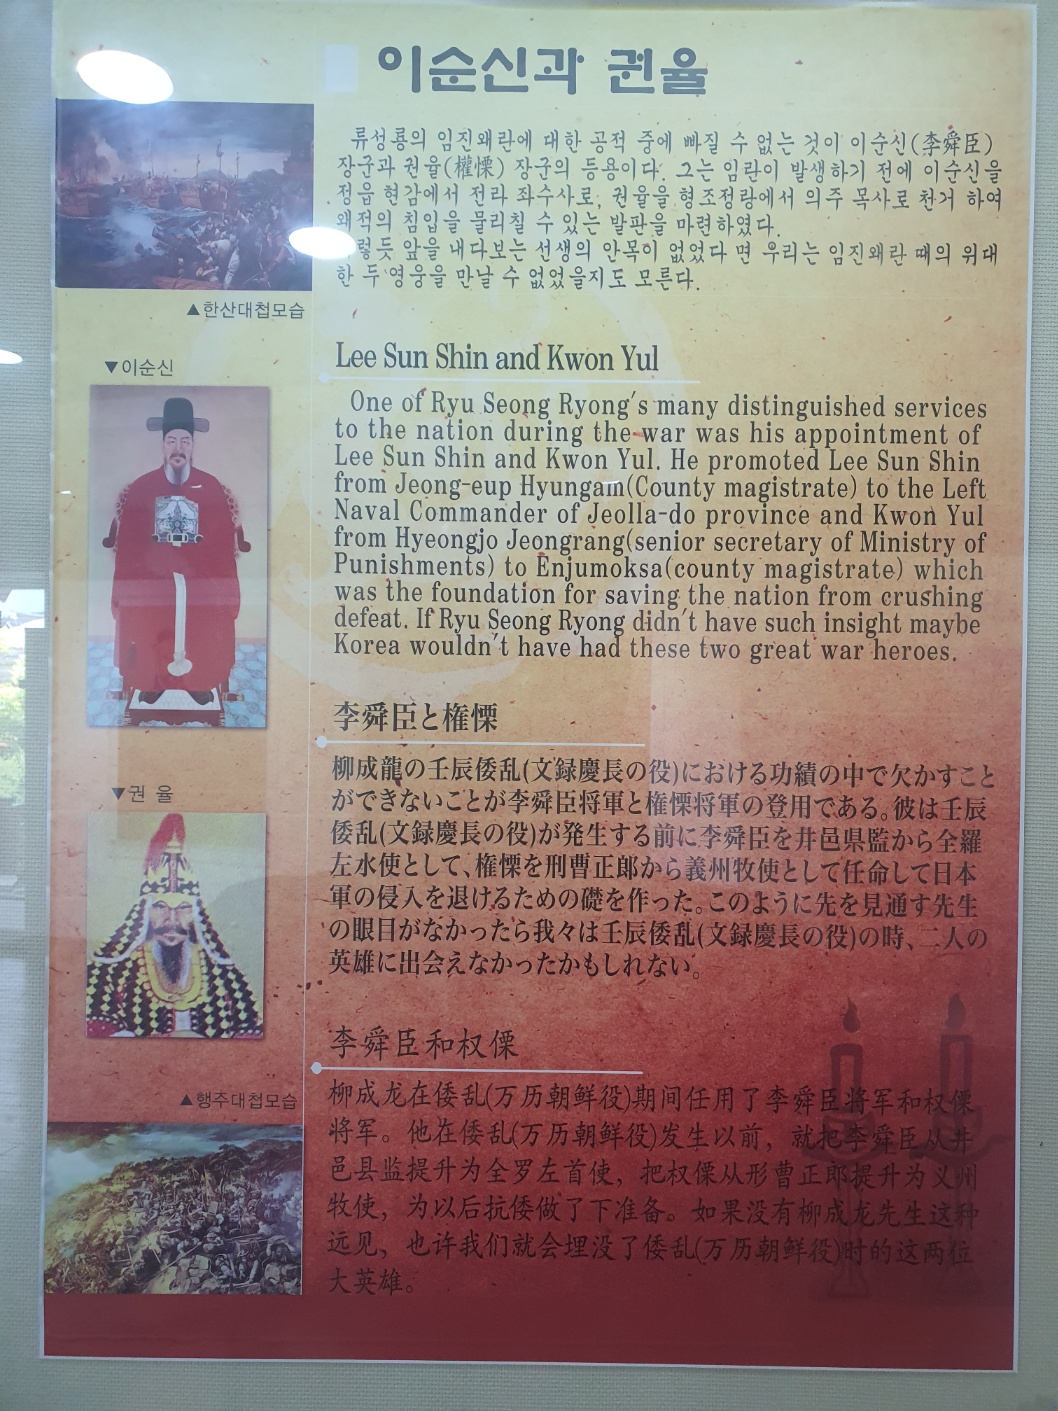 이순신과 권율
류성룡의 임진왜란에 대한 공적 중에 빠질 수 없는 것이 이순신(李舜臣)
장군과 권율(權慄) 장군의 등용이다. 그는 임란이 발생하기 전에 이순신을
정읍 현감에서 전라 좌수사로, 권율을 형조정랑에서 의주 목사로 천거 하여
왜적의 침입을 물리칠 수 있는 발판을 마련하였다.
렇듯 앞을 내다보는 선생의 안목이 없었다 면 우리는 임진왜란 때의 위대
한 두 영웅을 만날 수 없었을지도 모른다.
▲한산대첩모습
▼이순신
Lee Sun Shin and Kwon Yul
One of Ryu Seong Ryong's many distinguished services
to the nation during the war was his appointment of
Lee Sun Shin and Kwon Yul. He promoted Lee Sun Shin
from Jeong-eup Hyungam(County magistrate) to the Left
Naval Commander of Jeolla-do province and Kwon Yul
from Hyeongjo Jeongrang(senior secretary of Ministry of
Punishments) to Enjumoksa(county magistrate) which
was the foundation for saving the nation from crushing
defeat. If Ryu Seong Ryong didn't have such insight maybe
Korea wouldn't have had these two great war heroes.
李舜臣と権慄
柳成龍の壬辰倭乱(文録慶長の役)における功績の中で欠かすこと
ができないことが李舜臣将軍と権慄将軍の登用である。彼は壬辰
倭乱(文録慶長の役)が発生する前に李舜臣を井邑県監から全羅
左水使として、権慄を刑曹正郎から義州牧使として任命して日本
軍の侵入を退けるための礎を作った。このように先を見通す先生
の眼目がなかったら我々は壬辰倭乱(文録慶長の役)の時、二人の
英雄に出会えなかったかもしれない。
▼권 율
李舜臣和权傈
柳成龙在倭乱(万历朝鲜役)期间任用了李舜臣将军和权傈
将军。他在倭乱(万历朝鲜役)发生以前，就把李舜臣从井
邑县监提升为全罗左首使，把权傈从形曹正郎提升为义州
牧使，为以后抗倭做了下准备。如果没有柳成龙先生这种
远见，也许我们就会埋没了倭乱(万历朝鲜役)时的这两位
大英雄。
▲행주대첩모습